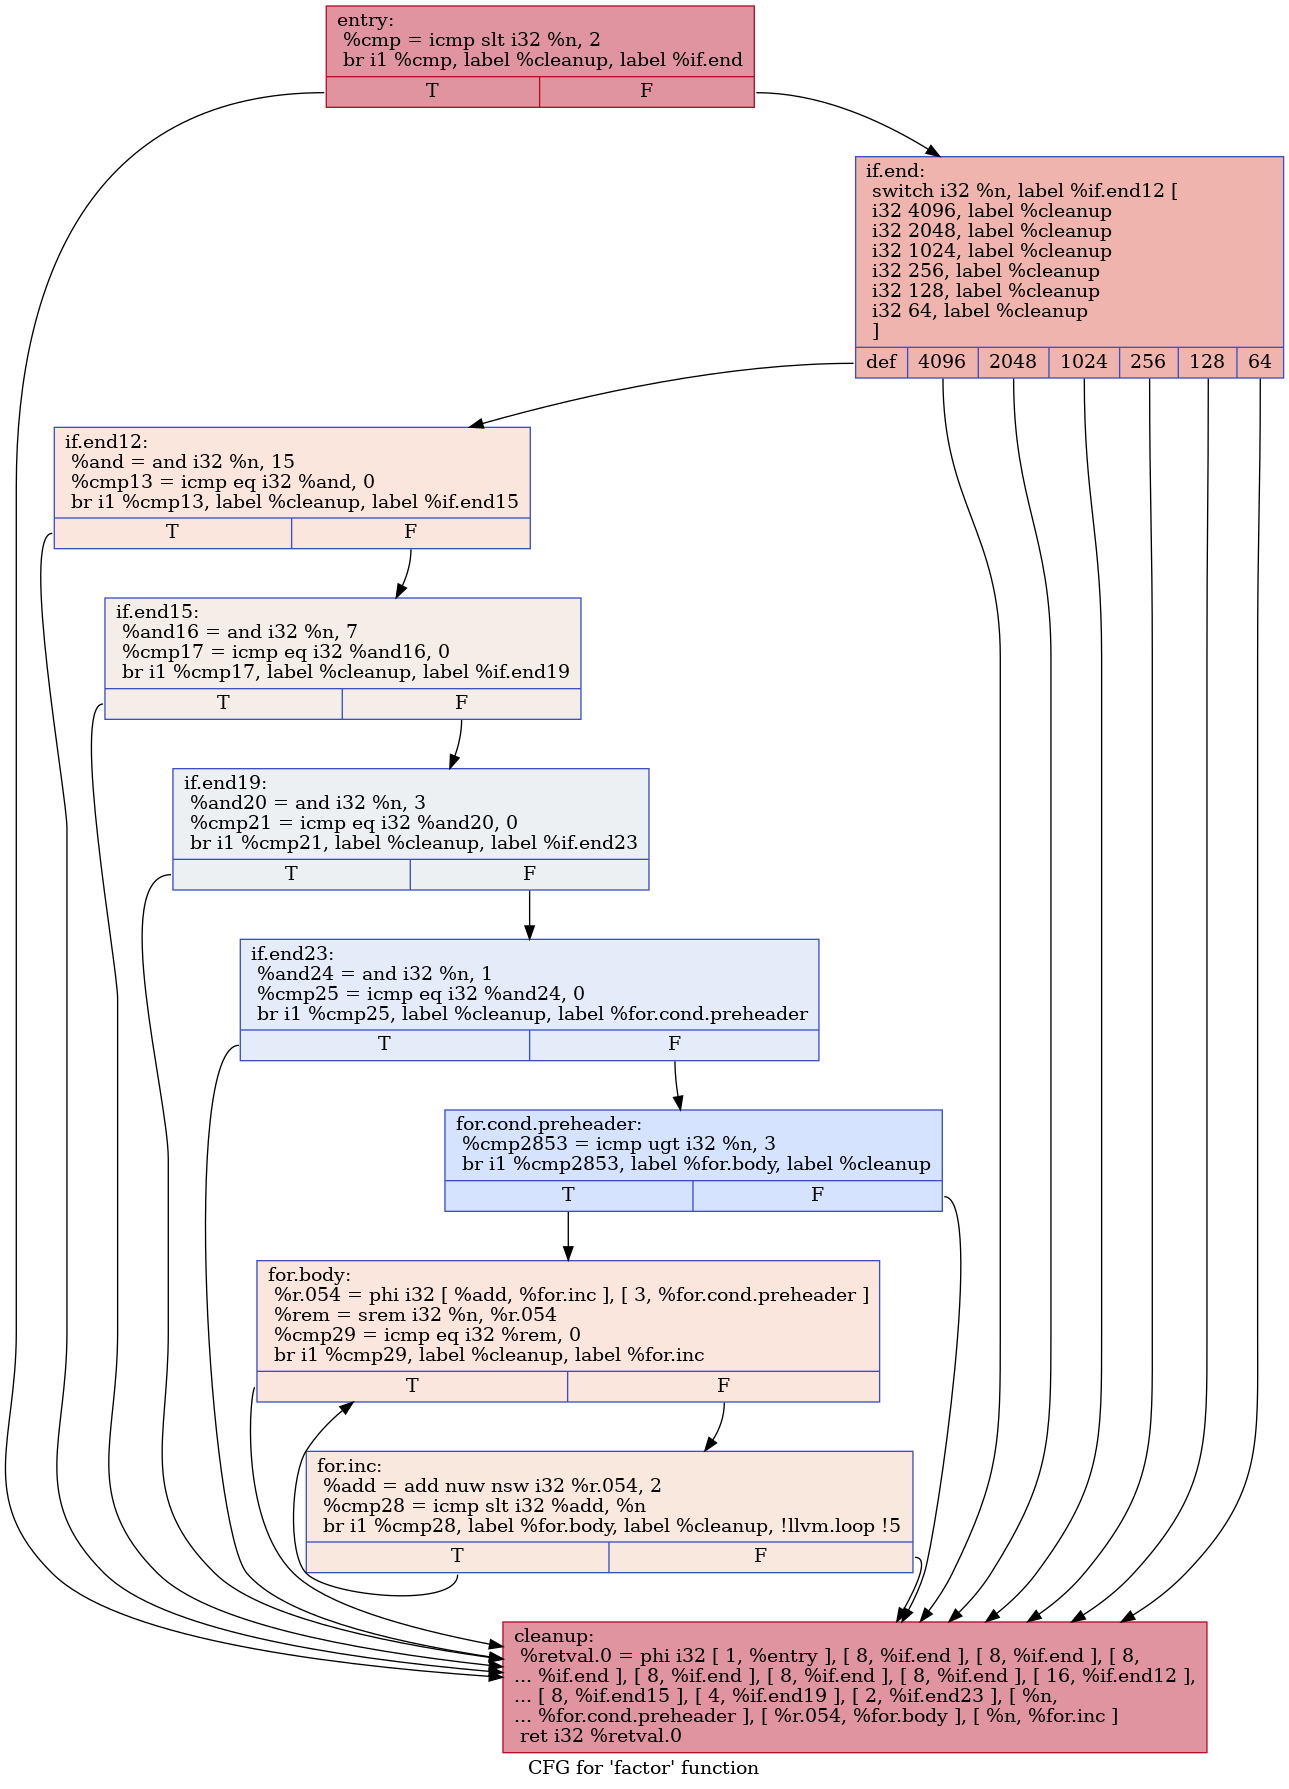 entry:
%cmp = icmp slt i32 %n, 2
br i1 %cmp, label %cleanup, label %if.end
T F
if.end:
switch i32 %n, label %if.end12 [
i32 4096, label %cleanup
i32 2048, label %cleanup
i32 1024, label %cleanup
i32 256, label %cleanup
i32 128, label %cleanup
i32 64, label %cleanup
]
def 4096 2048 1024 256 128 64
if.end12:
%and = and i32 %n, 15
%cmp13 = icmp eq i32 %and, 0
br i1 %cmp13, label %cleanup, label %if.end15
T F
if.end15:
%and16 = and i32 %n, 7
%cmp17 = icmp eq i32 %and16, 0
br i1 %cmp17, label %cleanup, label %if.end19
T F
if.end19:
%and20 = and i32 %n, 3
%cmp21 = icmp eq i32 %and20, 0
br i1 %cmp21, label %cleanup, label %if.end23
T F
if.end23:
%and24 = and i32 %n, 1
%cmp25 = icmp eq i32 %and24, 0
br i1 %cmp25, label %cleanup, label %for.cond.preheader
T F
for.cond.preheader:
%cmp2853 = icmp ugt i32 %n, 3
br i1 %cmp2853, label %for.body, label %cleanup
T F
for.body:
%r.054 = phi i32 [ %add, %for.inc ], [ 3, %for.cond.preheader ]
%rem = srem i32 %n, %r.054
%cmp29 = icmp eq i32 %rem, 0
br i1 %cmp29, label %cleanup, label %for.inc
T F
for.inc:
%add = add nuw nsw i32 %r.054, 2
%cmp28 = icmp slt i32 %add, %n
br i1 %cmp28, label %for.body, label %cleanup, !llvm.loop !5
T F
cleanup:
%retval.0 = phi i32 [ 1, %entry ], [ 8, %if.end ], [ 8, %if.end ], [ 8,
... %if.end ], [ 8, %if.end ], [ 8, %if.end ], [ 8, %if.end ], [ 16, %if.end12 ],
... [ 8, %if.end15 ], [ 4, %if.end19 ], [ 2, %if.end23 ], [ %n,
... %for.cond.preheader ], [ %r.054, %for.body ], [ %n, %for.inc ]
ret i32 %retval.0
CFG for 'factor' function